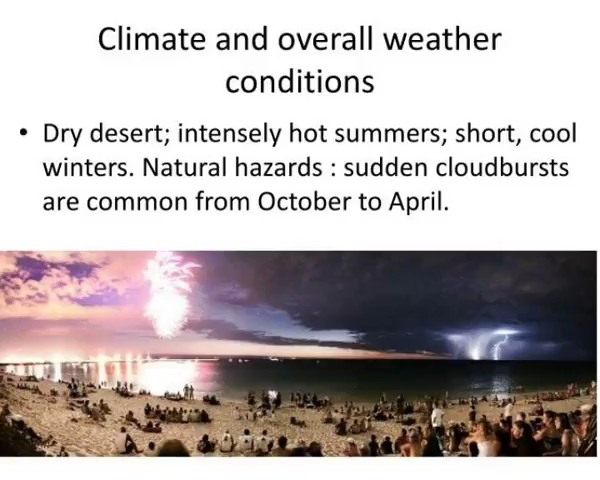 Climate and overall weather
conditions
• Dry desert; intensely hot summers; short, cool
winters. Natural hazards : sudden cloudbursts
are common from October to April.